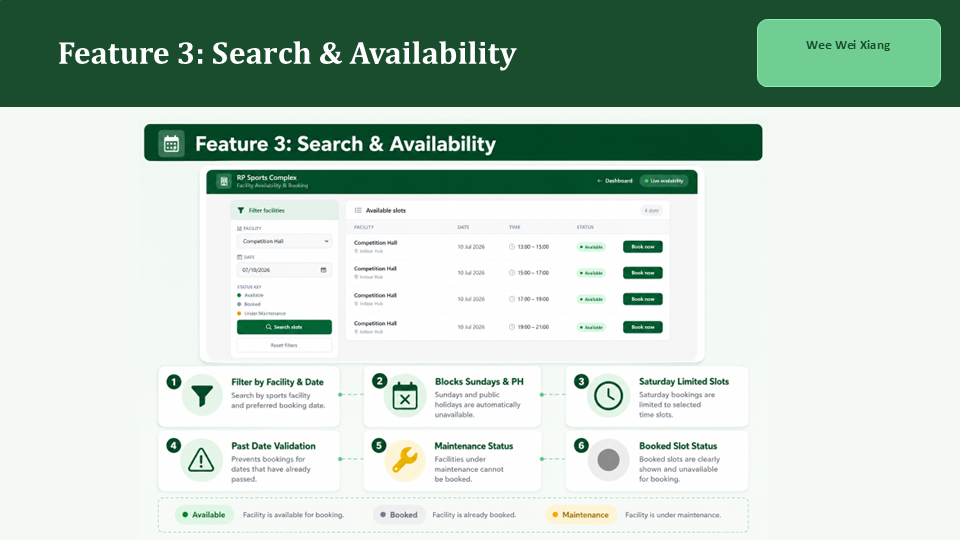 Feature 3: Search & Availability
Wee Wei Xiang
Feature 3: Search & Availability
RP Sports Complex
Facility Availability & Booking
← Dashboard
Live availability
Filter facilities
FACILITY
Competition Hall
DATE
07/10/2026
STATUS KEY
Available
Booked
Under Maintenance
Search slots
Reset filters
Available slots
4 slots
FACILITY DATE TIME STATUS
Competition Hall
Indoor Hub
10 Jul 2026 13:00 – 15:00 Available Book now
Competition Hall
Indoor Hub
10 Jul 2026 15:00 – 17:00 Available Book now
Competition Hall
Indoor Hub
10 Jul 2026 17:00 – 19:00 Available Book now
Competition Hall
Indoor Hub
10 Jul 2026 19:00 – 21:00 Available Book now
1
Filter by Facility & Date
Search by sports facility
and preferred booking date.
2
Blocks Sundays & PH
Sundays and public
holidays are automatically
unavailable.
3
Saturday Limited Slots
Saturday bookings are
limited to selected
time slots.
4
Past Date Validation
Prevents bookings for
dates that have already
passed.
5
Maintenance Status
Facilities under
maintenance cannot
be booked.
6
Booked Slot Status
Booked slots are clearly
shown and unavailable
for booking.
Available Facility is available for booking.
Booked Facility is already booked.
Maintenance Facility is under maintenance.